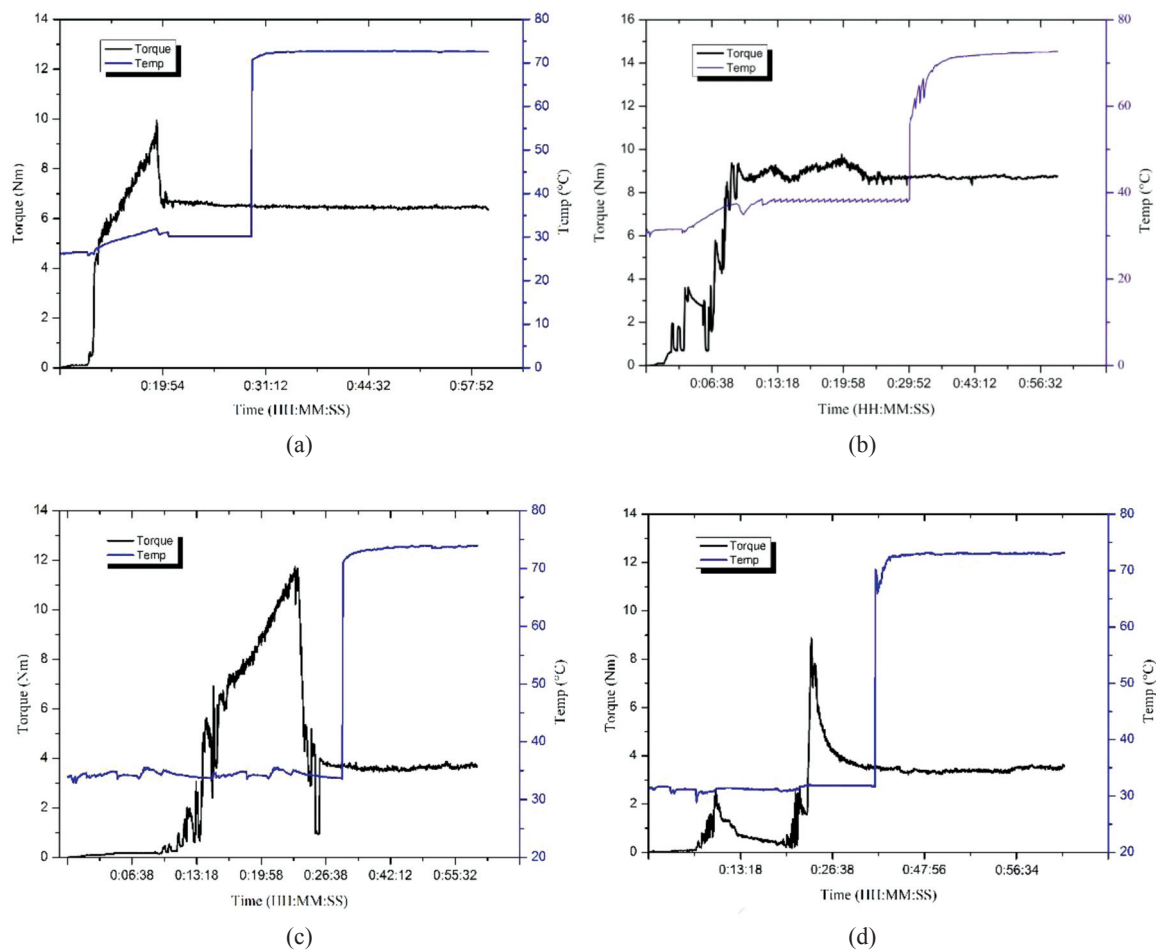 14
12
10
8
6
4
2
0
Torque (Nm)
Torque
Temp
80
70
60
50
40
30
20
10
0
Temp (°C)
0:19:54 0:31:12 0:44:32 0:57:52
Time (HH:MM:SS)
(a)
16
14
12
10
8
6
4
2
0
Torque (Nm)
Torque
Temp
80
60
40
20
0
Temp (°C)
0:06:38 0:13:18 0:19:58 0:29:52 0:43:12 0:56:32
Time (HH:MM:SS)
(b)
14
12
10
8
6
4
2
0
Torque (Nm)
Torque
Temp
80
70
60
50
40
30
20
Temp (°C)
0:06:38 0:13:18 0:19:58 0:26:38 0:42:12 0:55:32
Time (HH:MM:SS)
(c)
14
12
10
8
6
4
2
0
Torque (Nm)
Torque
Temp
80
70
60
50
40
30
20
Temp (°C)
0:13:18 0:26:38 0:47:56 0:56:34
Time (HH:MM:SS)
(d)